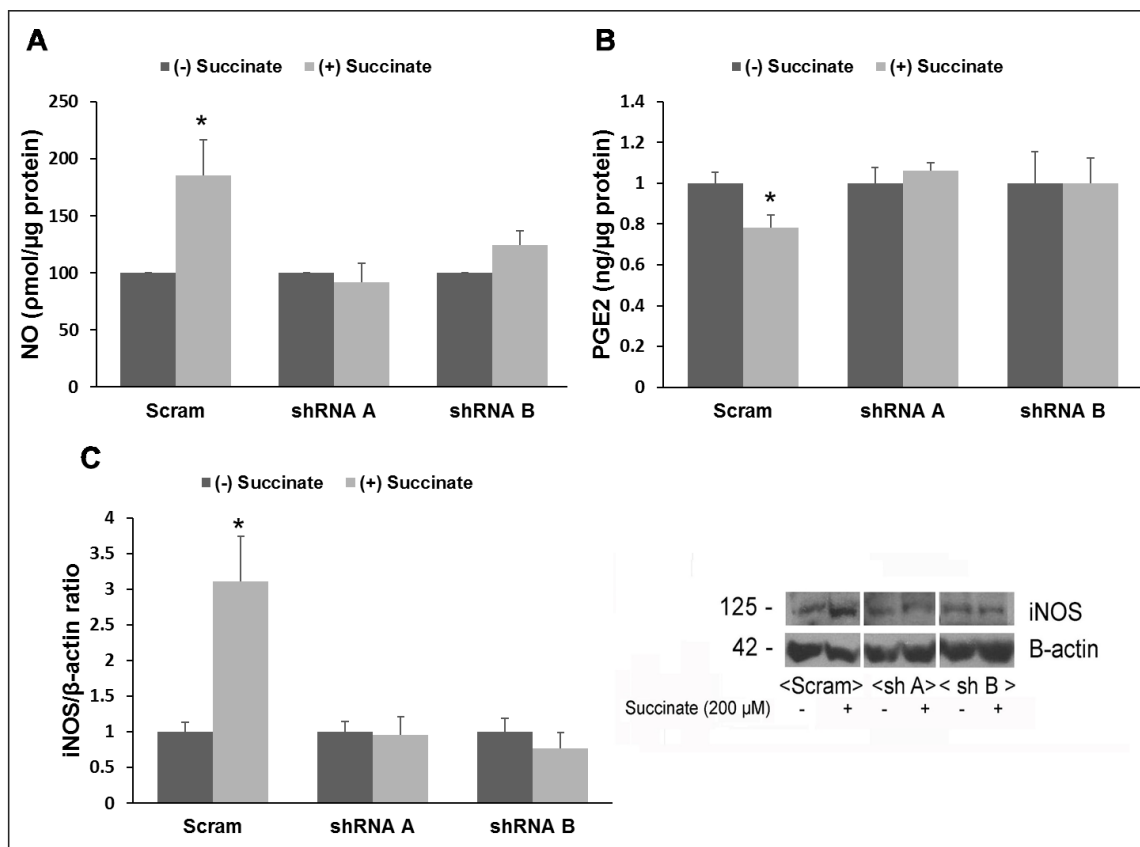 A
(-) Succinate (+) Succinate
NO (ρmol/µg protein)
250
200
150
100
50
0
*
Scram shRNA A shRNA B
B
(-) Succinate (+) Succinate
PGE2 (ng/µg protein)
1.4
1.2
1
0.8
0.6
0.4
0.2
0
*
Scram shRNA A shRNA B
C
(-) Succinate (+) Succinate
iNOS/β-actin ratio
4
3.5
3
2.5
2
1.5
1
0.5
0
*
Scram shRNA A shRNA B
125 - iNOS
42 - B-actin
<Scram> <sh A> < sh B >
Succinate (200 µM) - + - + - +